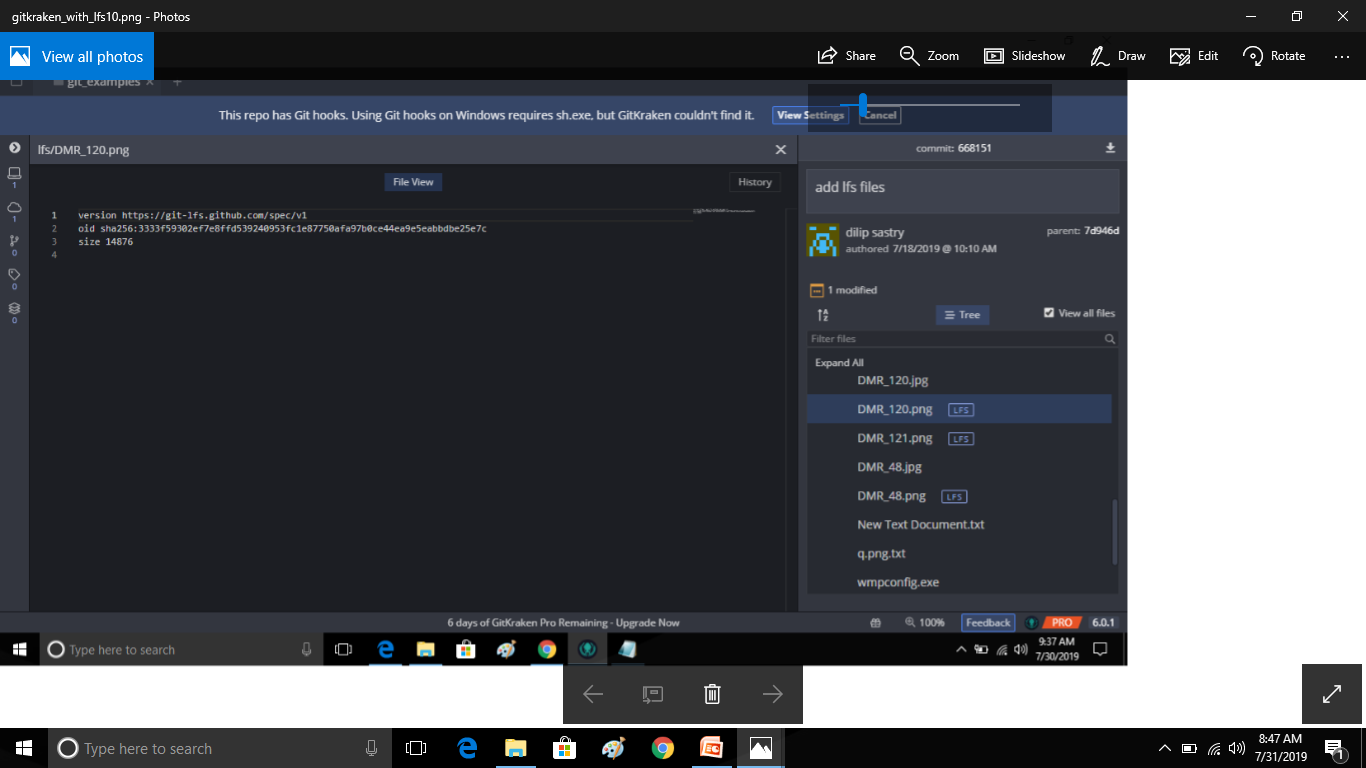 gitkraken_with_lfs10.png - Photos
View all photos
Share
Zoom
Slideshow
Draw
Edit
Rotate
git_examples
This repo has Git hooks. Using Git hooks on Windows requires sh.exe, but GitKraken couldn't find it.
View Settings
Cancel
lfs/DMR_120.png
commit: 668151
File View
History
add lfs files
1 version https://git-lfs.github.com/spec/v1
2 oid sha256:3333f59302ef7e8ffd539240953fc1e87750afa97b0ce44ea9e5eabbdbe25e7c
3 size 14876
4
1
1
0
0
0
dilip sastry
parent: 7d946d
authored 7/18/2019 @ 10:10 AM
1 modified
A
Z
Tree
View all files
Filter files
Expand All
DMR_120.jpg
DMR_120.png LFS
DMR_121.png LFS
DMR_48.jpg
DMR_48.png LFS
New Text Document.txt
q.png.txt
wmpconfig.exe
6 days of GitKraken Pro Remaining - Upgrade Now
100%
Feedback
PRO
6.0.1
Type here to search
9:37 AM
7/30/2019
Type here to search
8:47 AM
7/31/2019
1